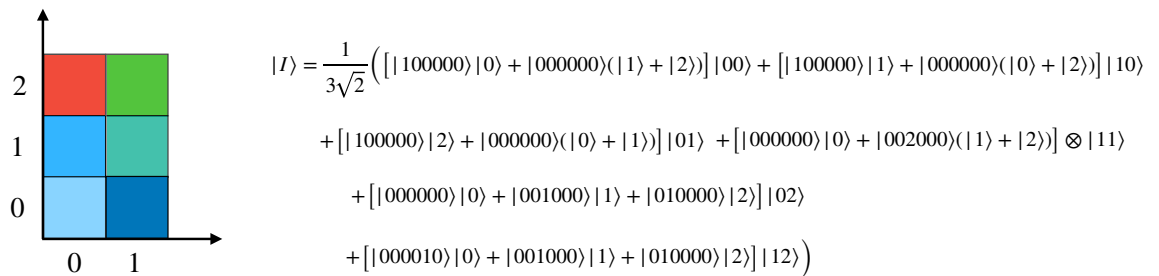 2
1
0
0 1
|I⟩ = \frac{1}{3\sqrt{2}}([|100000⟩|0⟩ + |000000⟩(|1⟩ + |2⟩)]|00⟩ + [|100000⟩|1⟩ + |000000⟩(|0⟩ + |2⟩)]|10⟩
+ [|100000⟩|2⟩ + |000000⟩(|0⟩ + |1⟩)]|01⟩ + [|000000⟩|0⟩ + |002000⟩(|1⟩ + |2⟩)] ⊗ |11⟩
+ [|000000⟩|0⟩ + |001000⟩|1⟩ + |010000⟩|2⟩]|02⟩
+ [|000010⟩|0⟩ + |001000⟩|1⟩ + |010000⟩|2⟩]|12⟩)